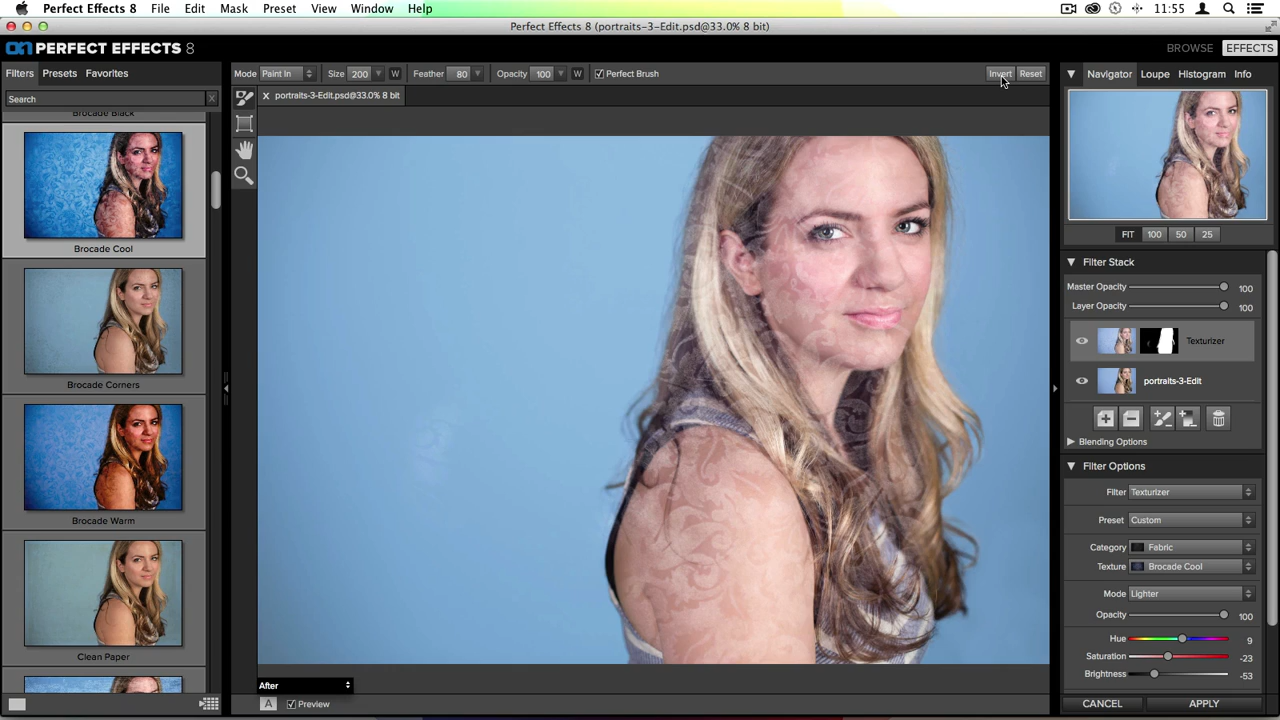 Perfect Effects 8 File Edit Mask Preset View Window Help 11:55
Perfect Effects 8 (portraits-3-Edit.psd@33.0% 8 bit)
on PERFECT EFFECTS 8 BROWSE EFFECTS
Filters Presets Favorites
Mode Paint In Size 200 W Feather 80 Opacity 100 W Perfect Brush Invert Reset
Navigator Loupe Histogram Info
Search X
x portraits-3-Edit.psd@33.0% 8 bit
Brocade Black
Brocade Cool
Brocade Corners
Brocade Warm
Clean Paper
FIT 100 50 25
Filter Stack
Master Opacity 100
Layer Opacity 100
Texturizer
portraits-3-Edit
Blending Options
Filter Options
Filter Texturizer
Preset Custom
Category Fabric
Texture Brocade Cool
Mode Lighter
Opacity 100
Hue 9
Saturation -23
Brightness -53
After
A Preview
CANCEL APPLY